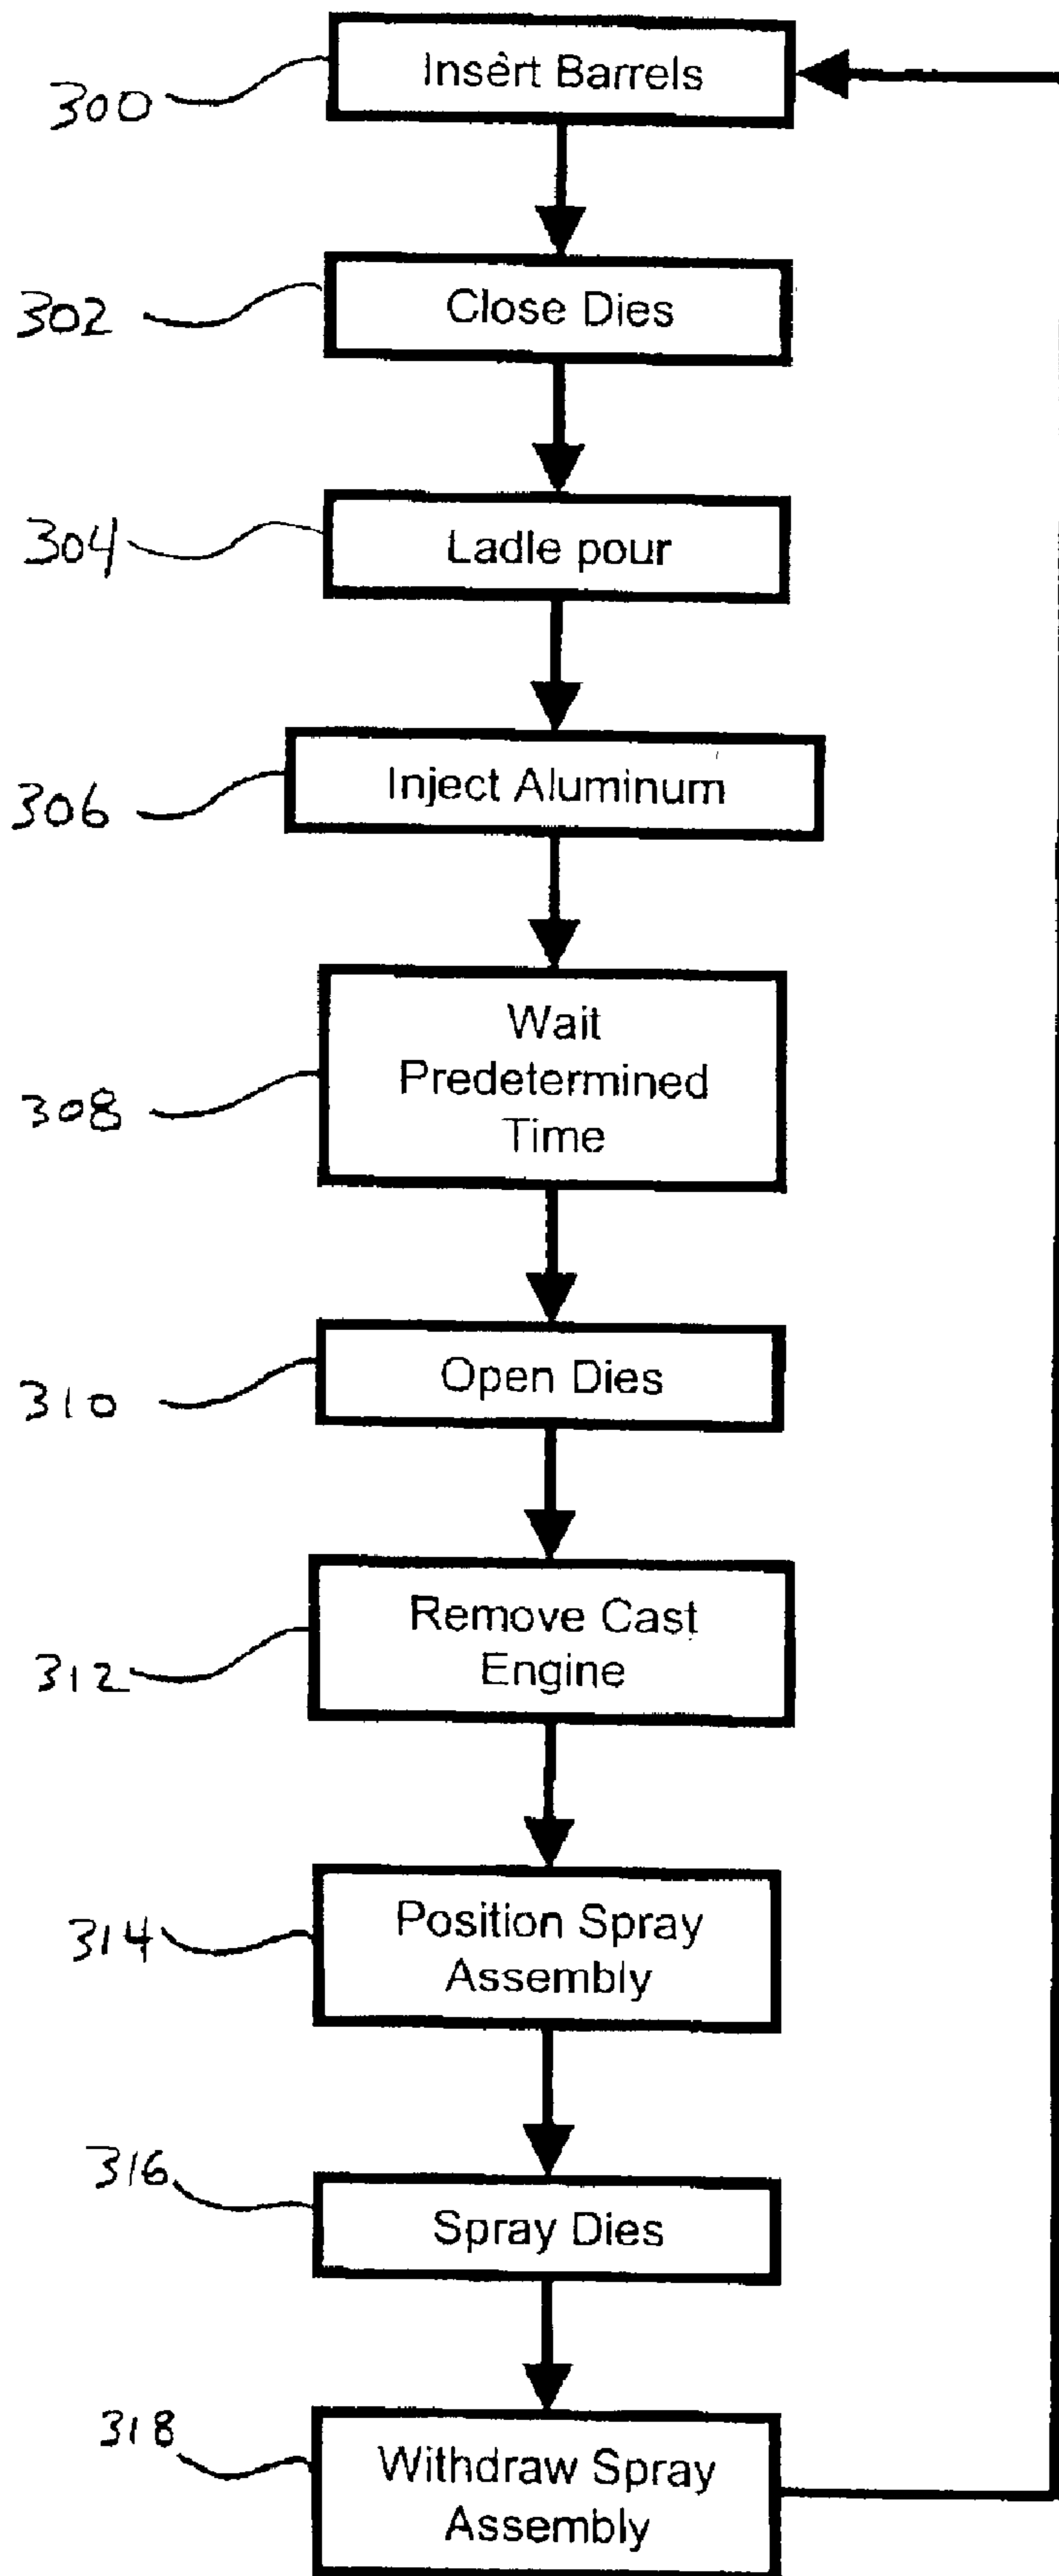 300
Insert Barrels
302
Close Dies
304
Ladle pour
306
Inject Aluminum
308
Wait
Predetermined
Time
310
Open Dies
312
Remove Cast
Engine
314
Position Spray
Assembly
316
Spray Dies
318
Withdraw Spray
Assembly